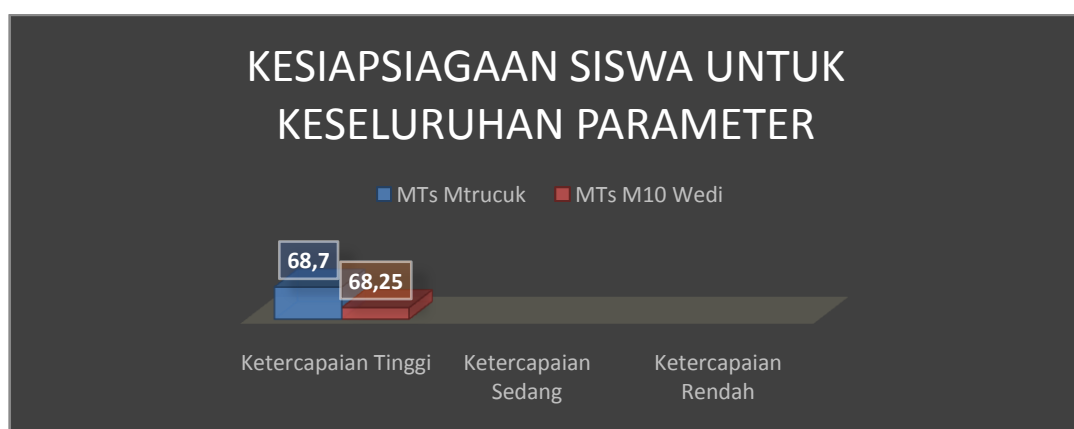 KESIAPSIAGAAN SISWA UNTUK
KESELURUHAN PARAMETER
MTs Mtrucuk MTs M10 Wedi
68,7
68,25
Ketercapaian Tinggi Ketercapaian Sedang Ketercapaian Rendah